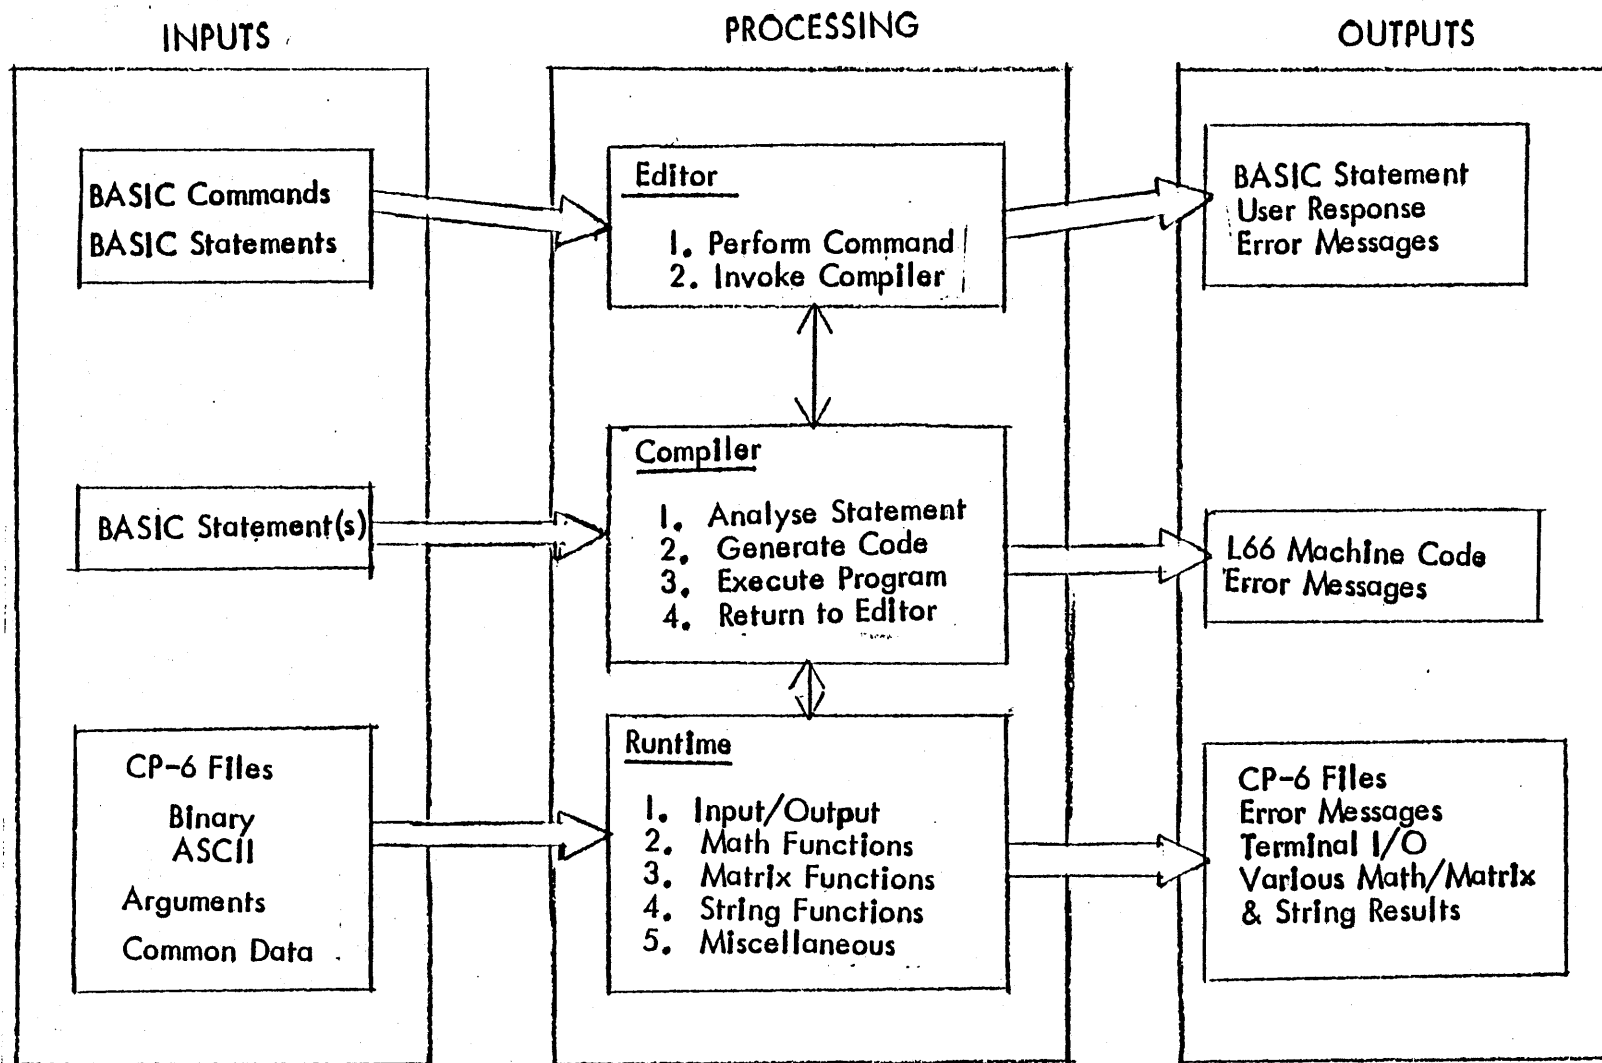 INPUTS
PROCESSING
OUTPUTS
BASIC Commands
BASIC Statements
Editor
1. Perform Command
2. Invoke Compiler
BASIC Statement
User Response
Error Messages
BASIC Statement(s)
Compiler
1. Analyse Statement
2. Generate Code
3. Execute Program
4. Return to Editor
L66 Machine Code
Error Messages
CP-6 Files
Binary
ASCII
Arguments
Common Data
Runtime
1. Input/Output
2. Math Functions
3. Matrix Functions
4. String Functions
5. Miscellaneous
CP-6 Files
Error Messages
Terminal I/O
Various Math/Matrix
& String Results